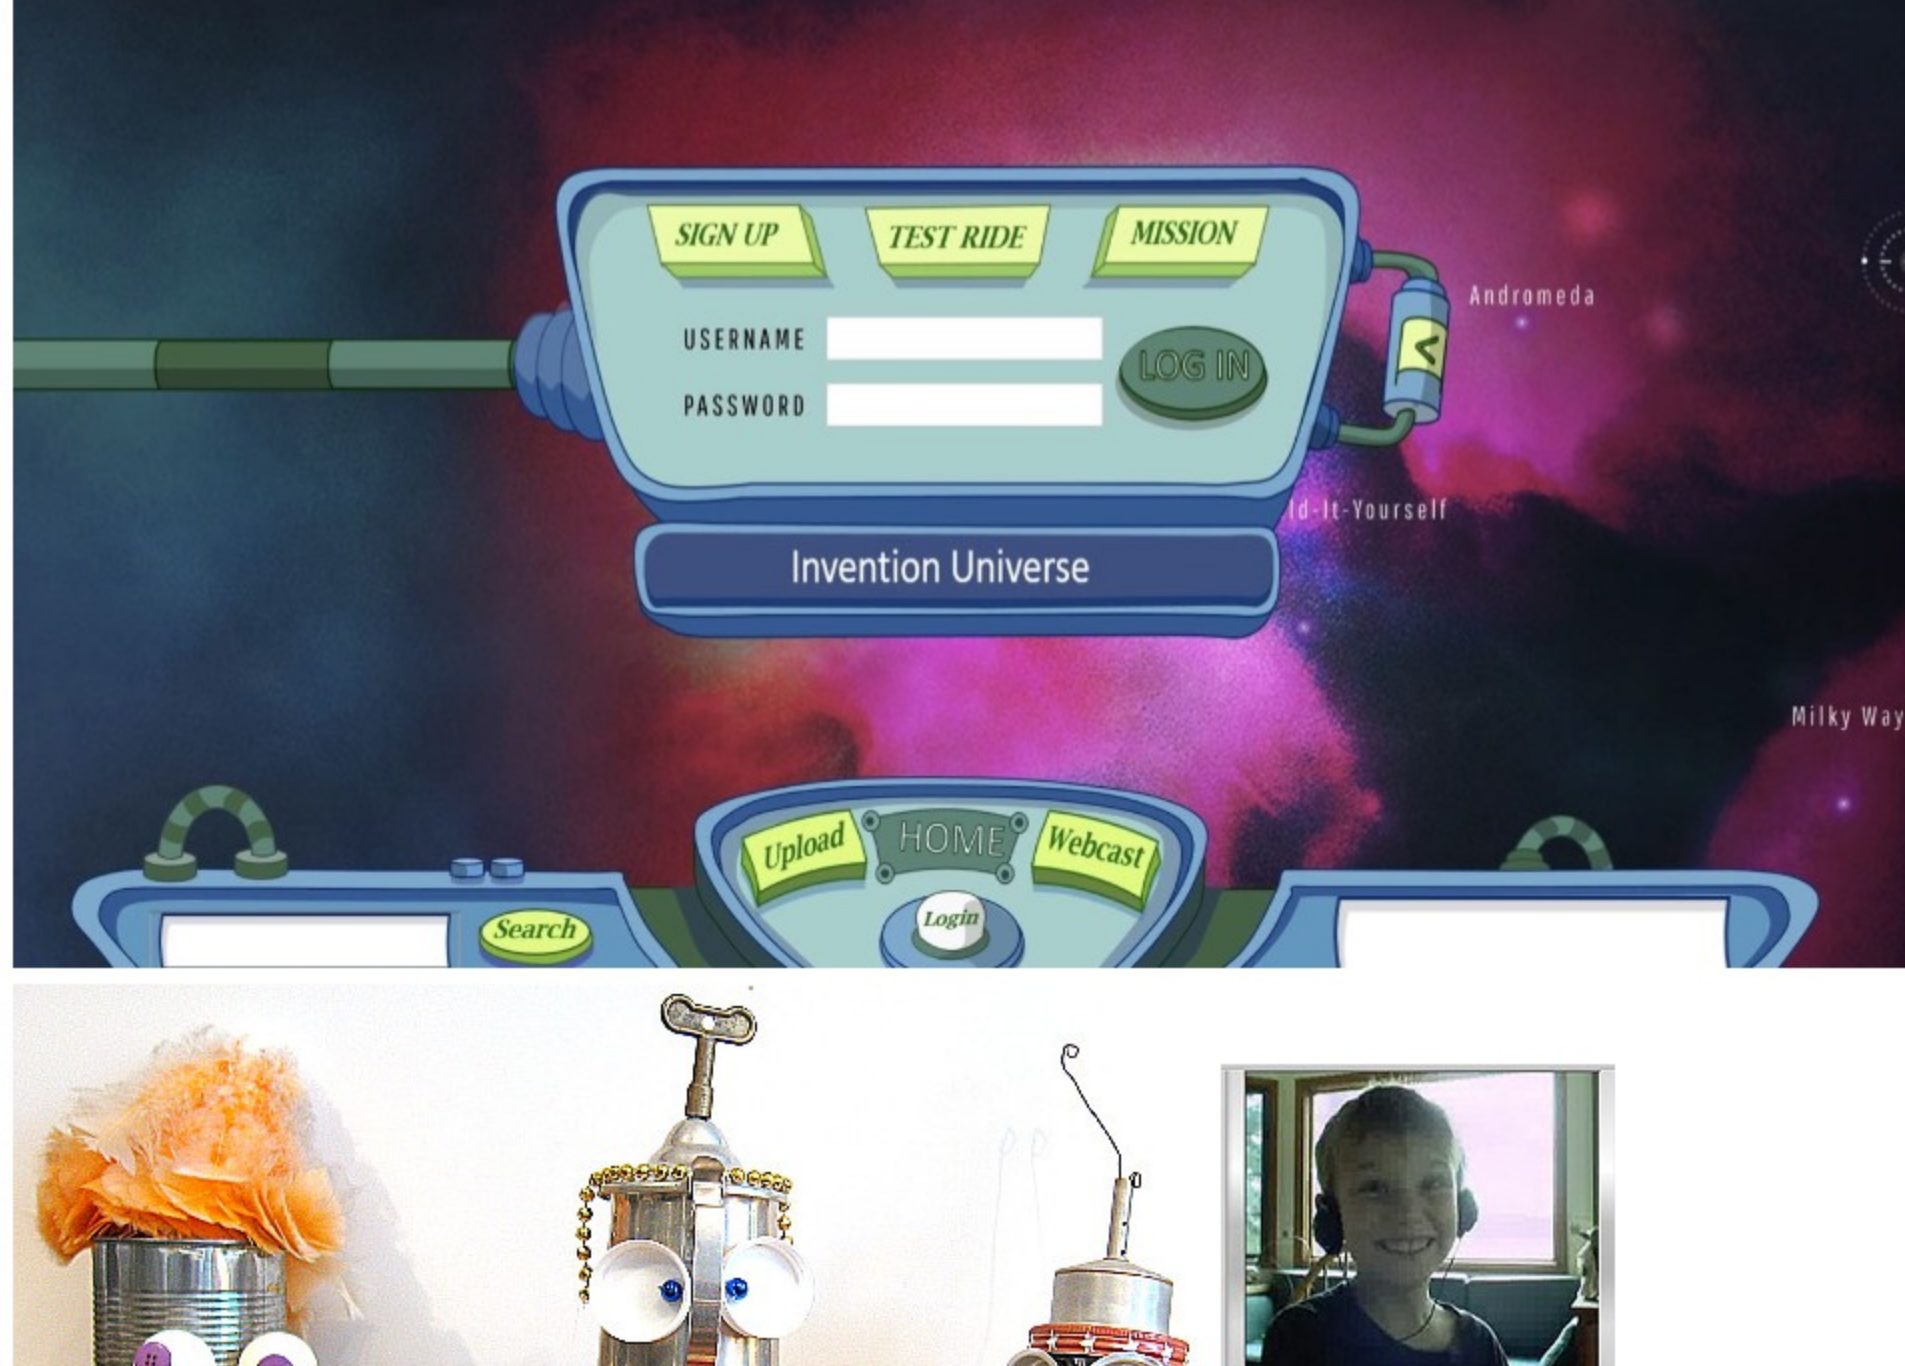 SIGN UP
TEST RIDE
MISSION
Andromeda
USERNAME
LOG IN
PASSWORD
ld-It-Yourself
Invention Universe
Milky Way
Upload
HOME
Webcast
Login
Search